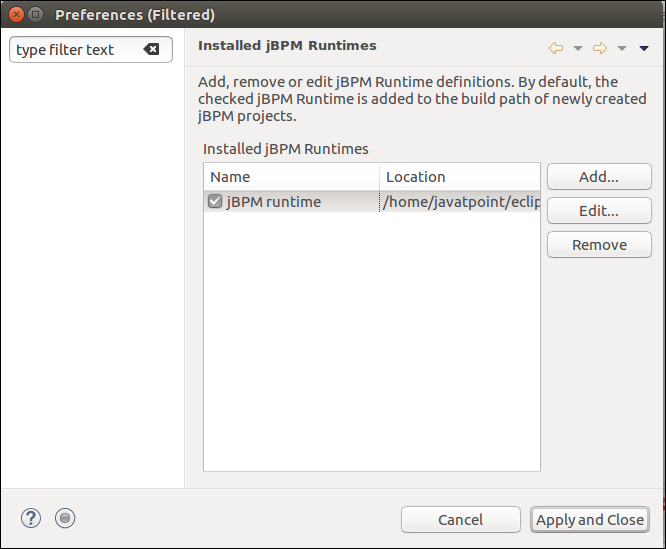 Preferences (Filtered)
type filter text
Installed jBPM Runtimes
Add, remove or edit jBPM Runtime definitions. By default, the
checked jBPM Runtime is added to the build path of newly created
jBPM projects.
Installed jBPM Runtimes
Name Location
jBPM runtime /home/javatpoint/eclip
Add...
Edit...
Remove
Cancel Apply and Close